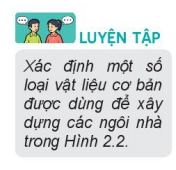 LUYỆN TẬP
Xác định một số
loại vật liệu cơ bản
được dùng để xây
dựng các ngôi nhà
trong Hình 2.2.